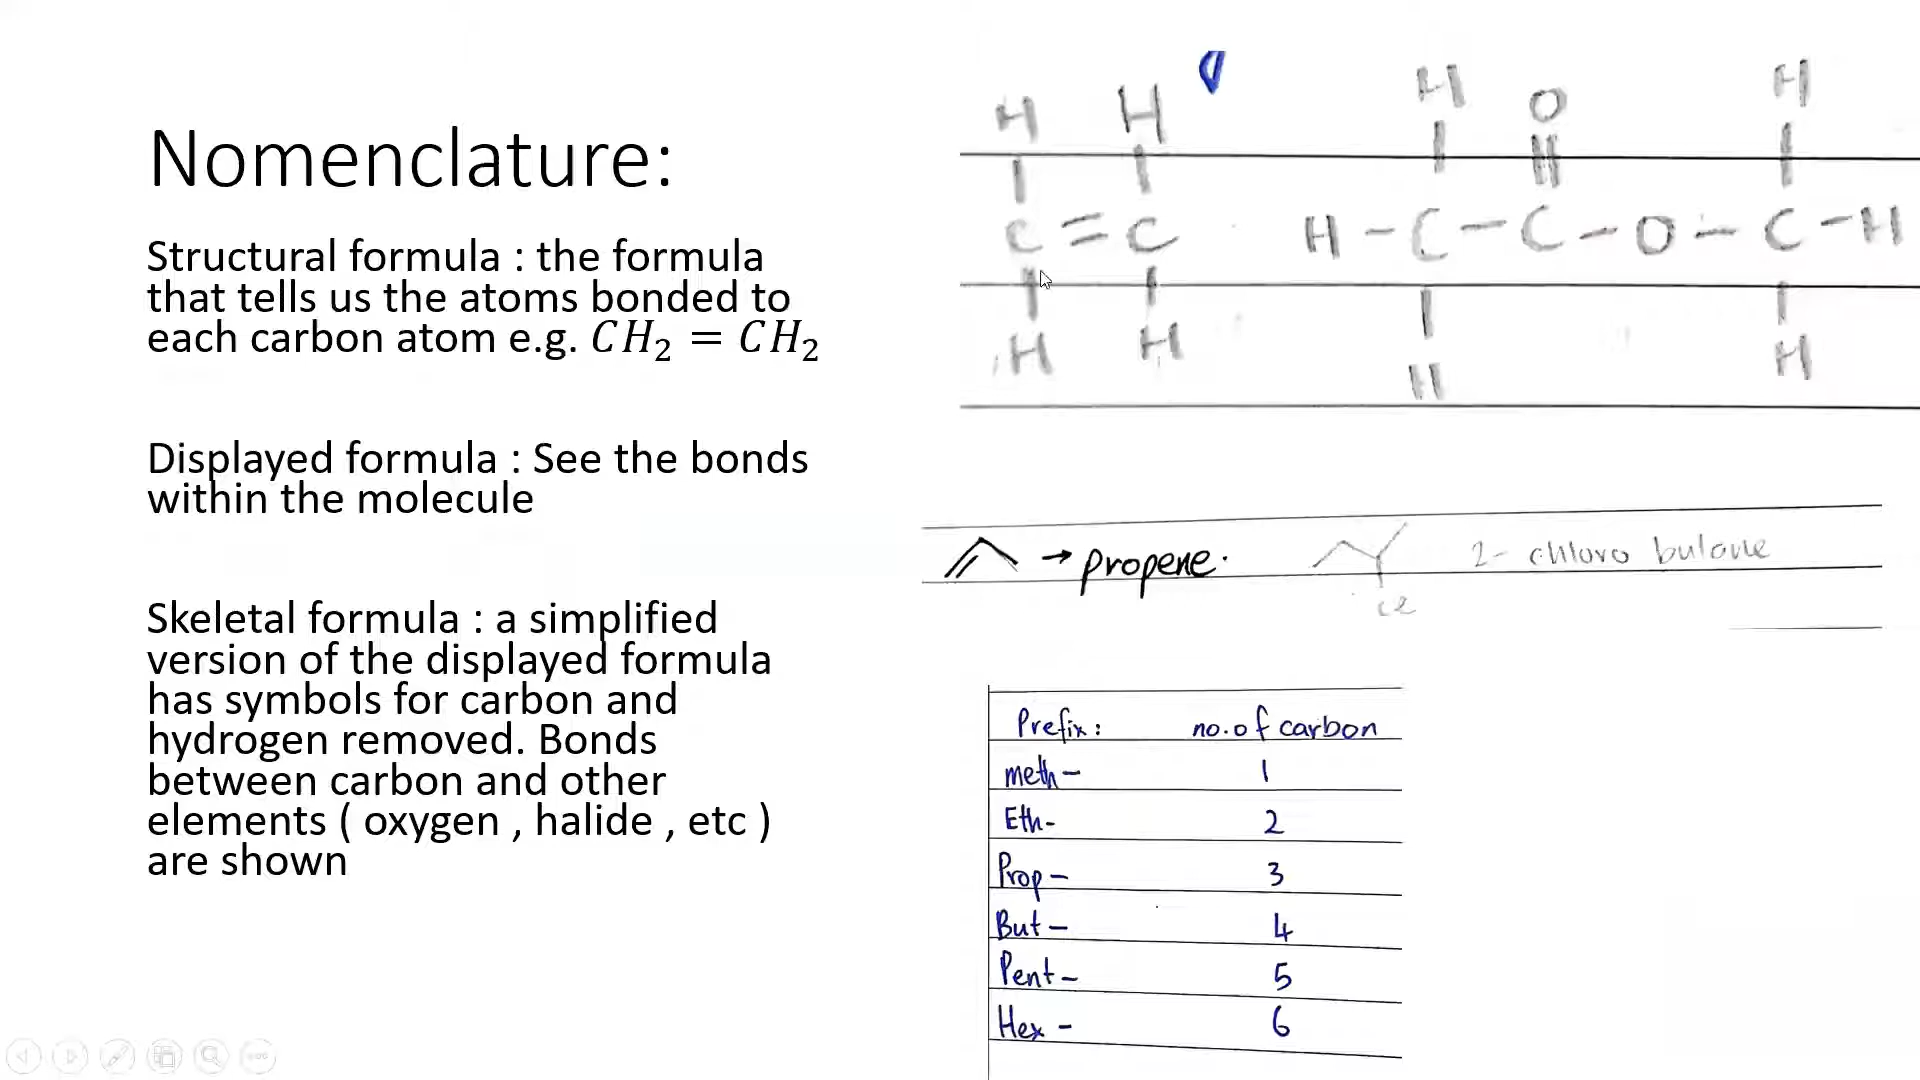 Nomenclature:
Structural formula : the formula
that tells us the atoms bonded to
each carbon atom e.g. CH₂ = CH₂
Displayed formula : See the bonds
within the molecule
Skeletal formula : a simplified
version of the displayed formula
has symbols for carbon and
hydrogen removed. Bonds
between carbon and other
elements ( oxygen , halide , etc )
are shown
H H
C = C
H H
H O H
H - C - C - O - C - H
H H
→ propene.
2- chloro butane
Cl
Prefix: no. of carbon
meth- 1
Eth- 2
Prop- 3
But- 4
Pent- 5
Hex- 6